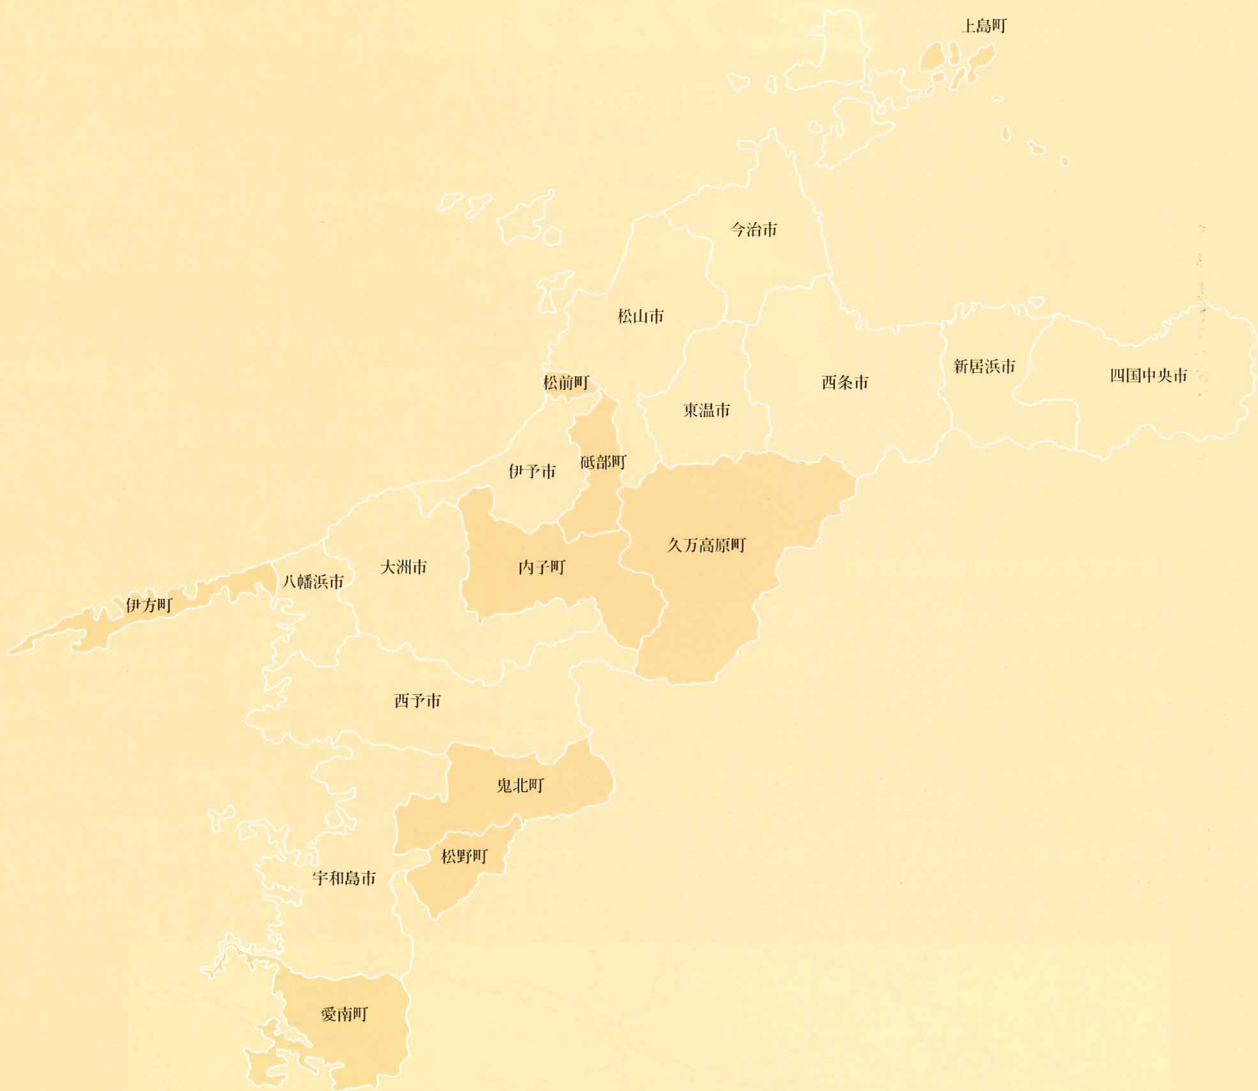 上島町
今治市
松山市
新居浜市
四国中央市
西条市
松前町
東温市
砥部町
伊予市
久万高原町
内子町
大洲市
八幡浜市
伊方町
西予市
鬼北町
松野町
宇和島市
愛南町